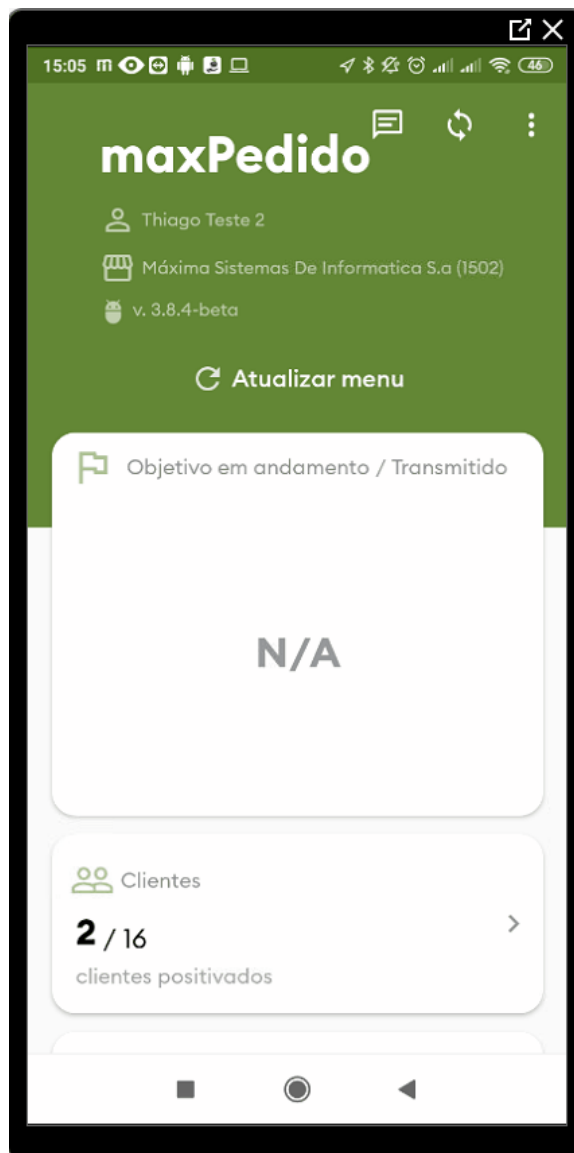 15:05 m 46
maxPedido
Thiago Teste 2
Máxima Sistemas De Informatica S.a (1502)
v. 3.8.4-beta
Atualizar menu
Objetivo em andamento / Transmitido
N/A
Clientes
2 / 16
clientes positivados